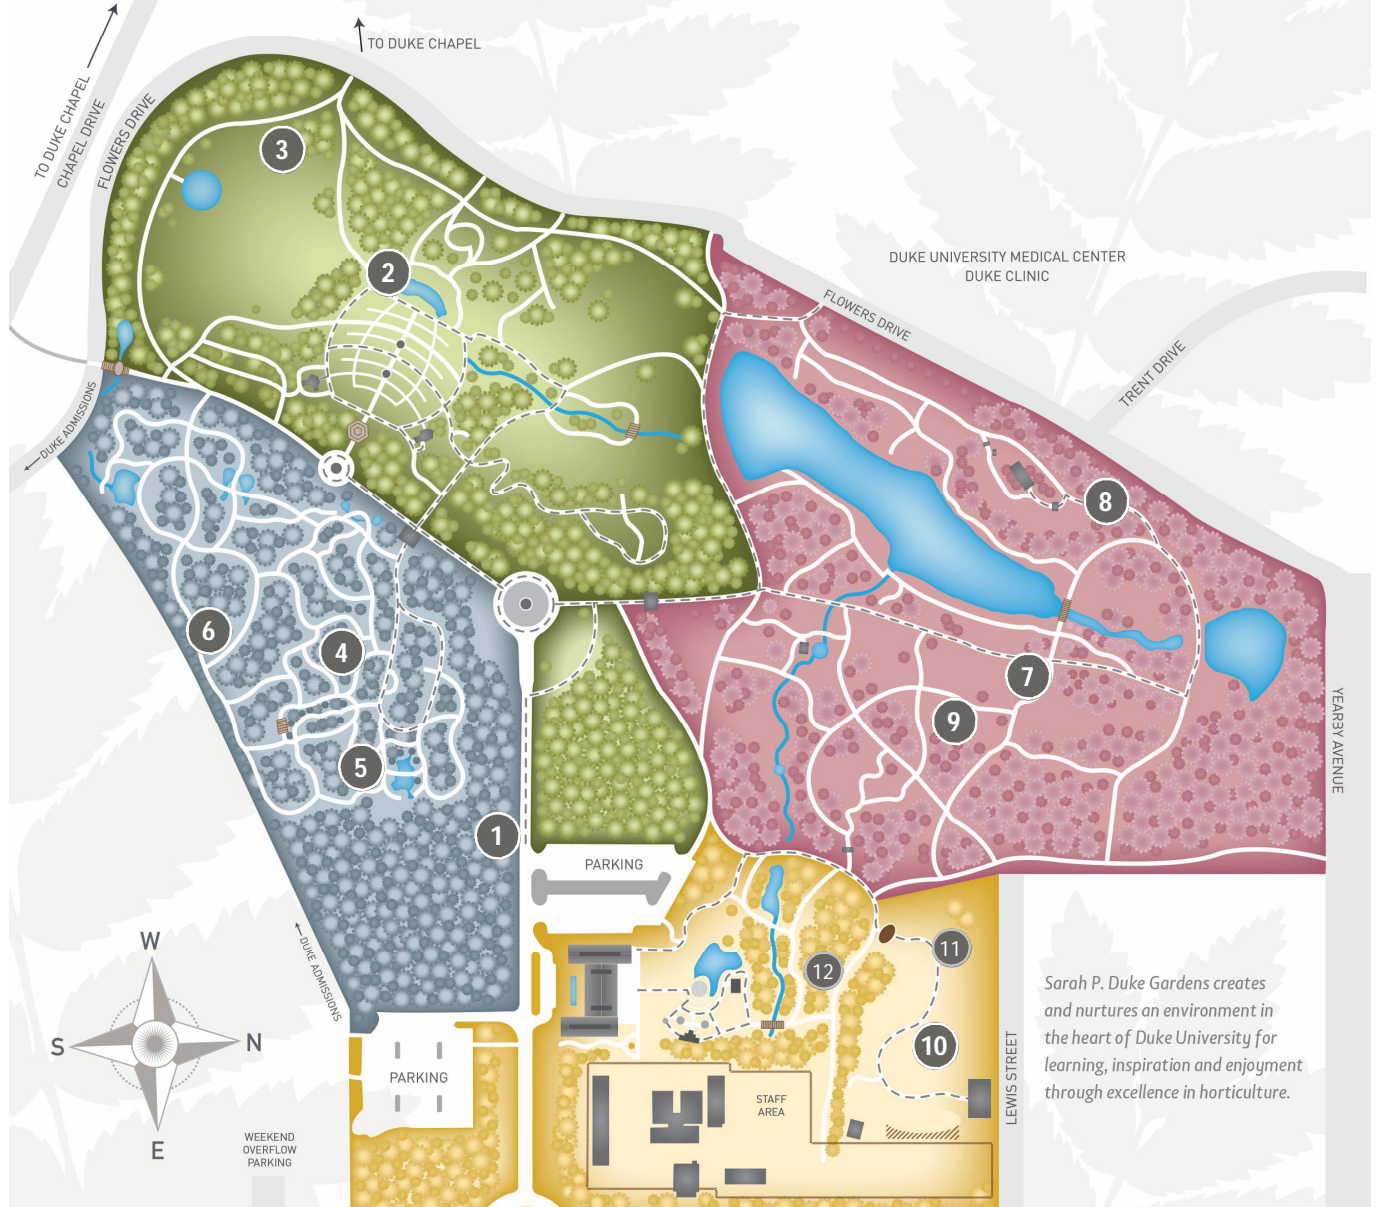 TO DUKE CHAPEL
TO DUKE CHAPEL
CHAPEL DRIVE
FLOWERS DRIVE
3
2
DUKE UNIVERSITY MEDICAL CENTER
DUKE CLINIC
FLOWERS DRIVE
TRENT DRIVE
DUKE ADMISSIONS
8
6
4
7
9
5
YEARBY AVENUE
1
PARKING
DUKE ADMISSIONS
11
12
10
W
S
N
E
Sarah P. Duke Gardens creates
and nurtures an environment in
the heart of Duke University for
learning, inspiration and enjoyment
through excellence in horticulture.
LEWIS STREET
PARKING
STAFF
AREA
WEEKEND
OVERFLOW
PARKING